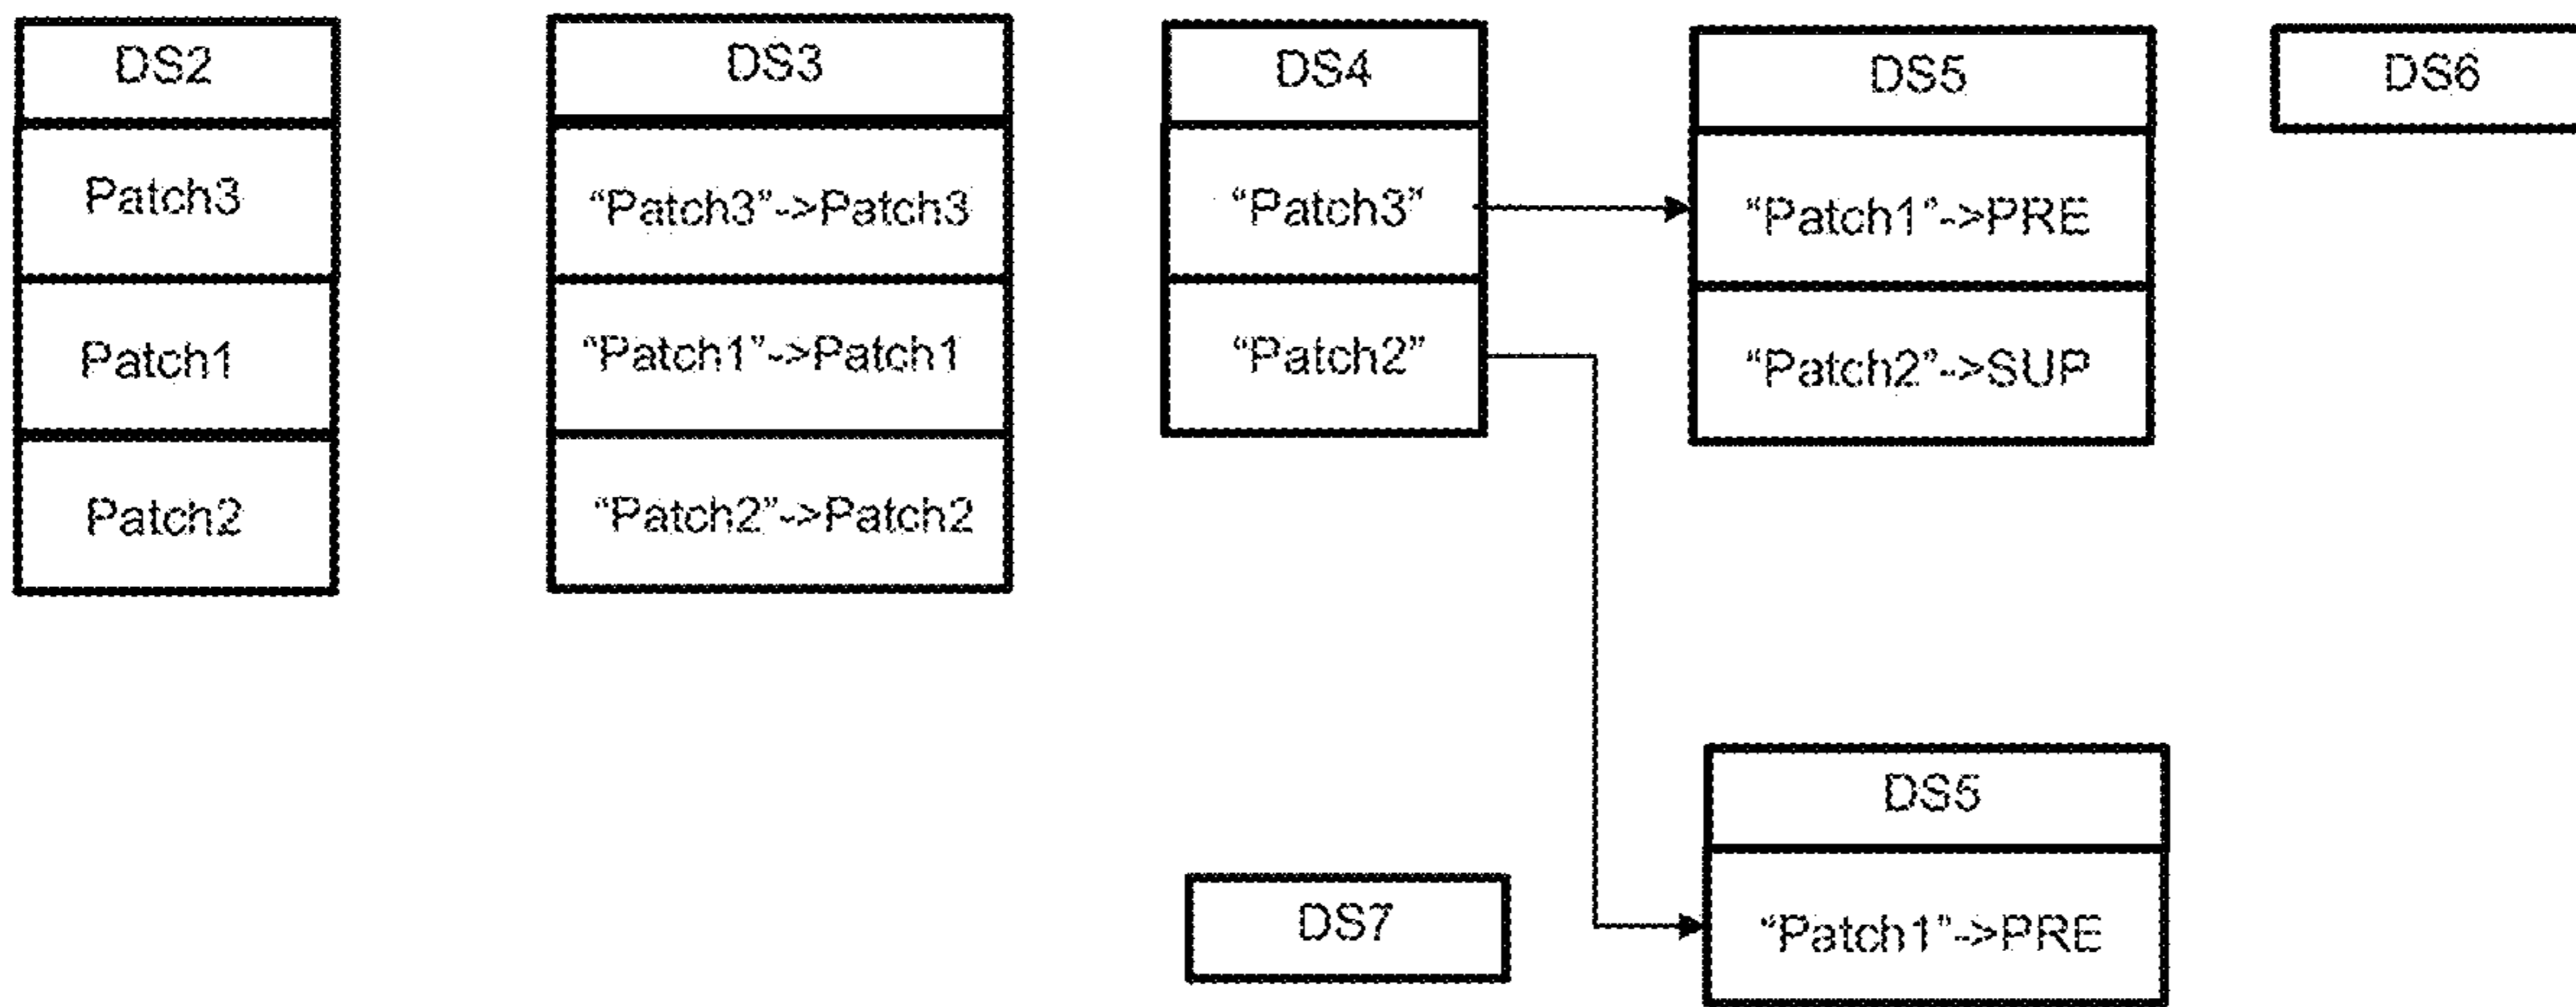 DS2
Patch3
Patch1
Patch2
DS3
“Patch3”->Patch3
“Patch1”->Patch1
“Patch2”->Patch2
DS4
“Patch3”
“Patch2”
DS5
“Patch1”->PRE
“Patch2”->SUP
DS6
DS7
DS5
“Patch1”->PRE